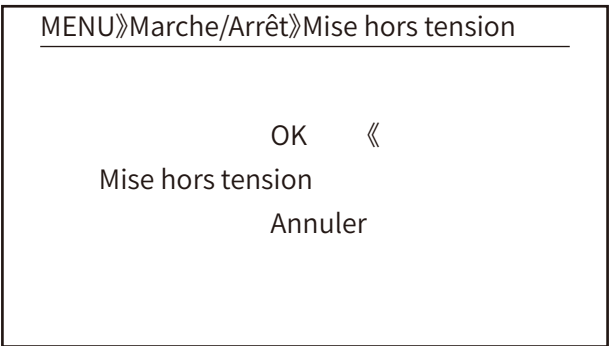 MENU》Marche/Arrêt》Mise hors tension
OK 《
Mise hors tension
Annuler